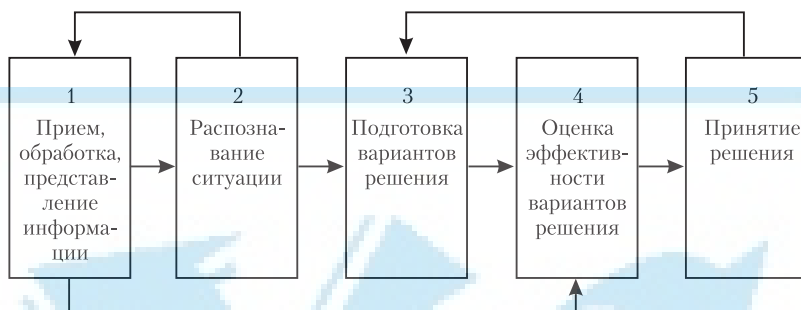 1
Прием,
обработка,
представ-
ление
информа-
ции
2
Распозна-
вание
ситуации
3
Подготовка
вариантов
решения
4
Оценка
эффектив-
ности
вариантов
решения
5
Принятие
решения